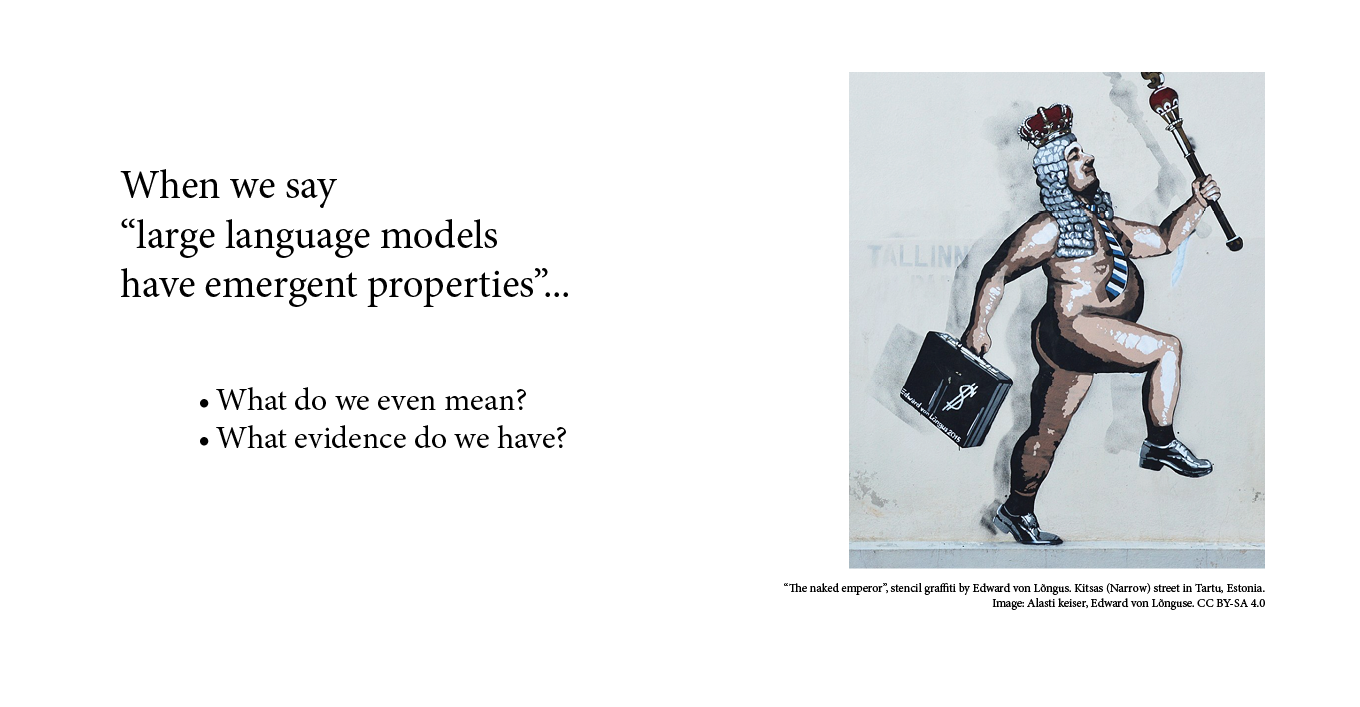 When we say
“large language models
have emergent properties”...
• What do we even mean?
• What evidence do we have?
TALLINN
$
Edward von Lõngus 2015
“The naked emperor”, stencil graffiti by Edward von Lõngus. Kitsas (Narrow) street in Tartu, Estonia.
Image: Alasti keiser, Edward von Lõnguse. CC BY-SA 4.0